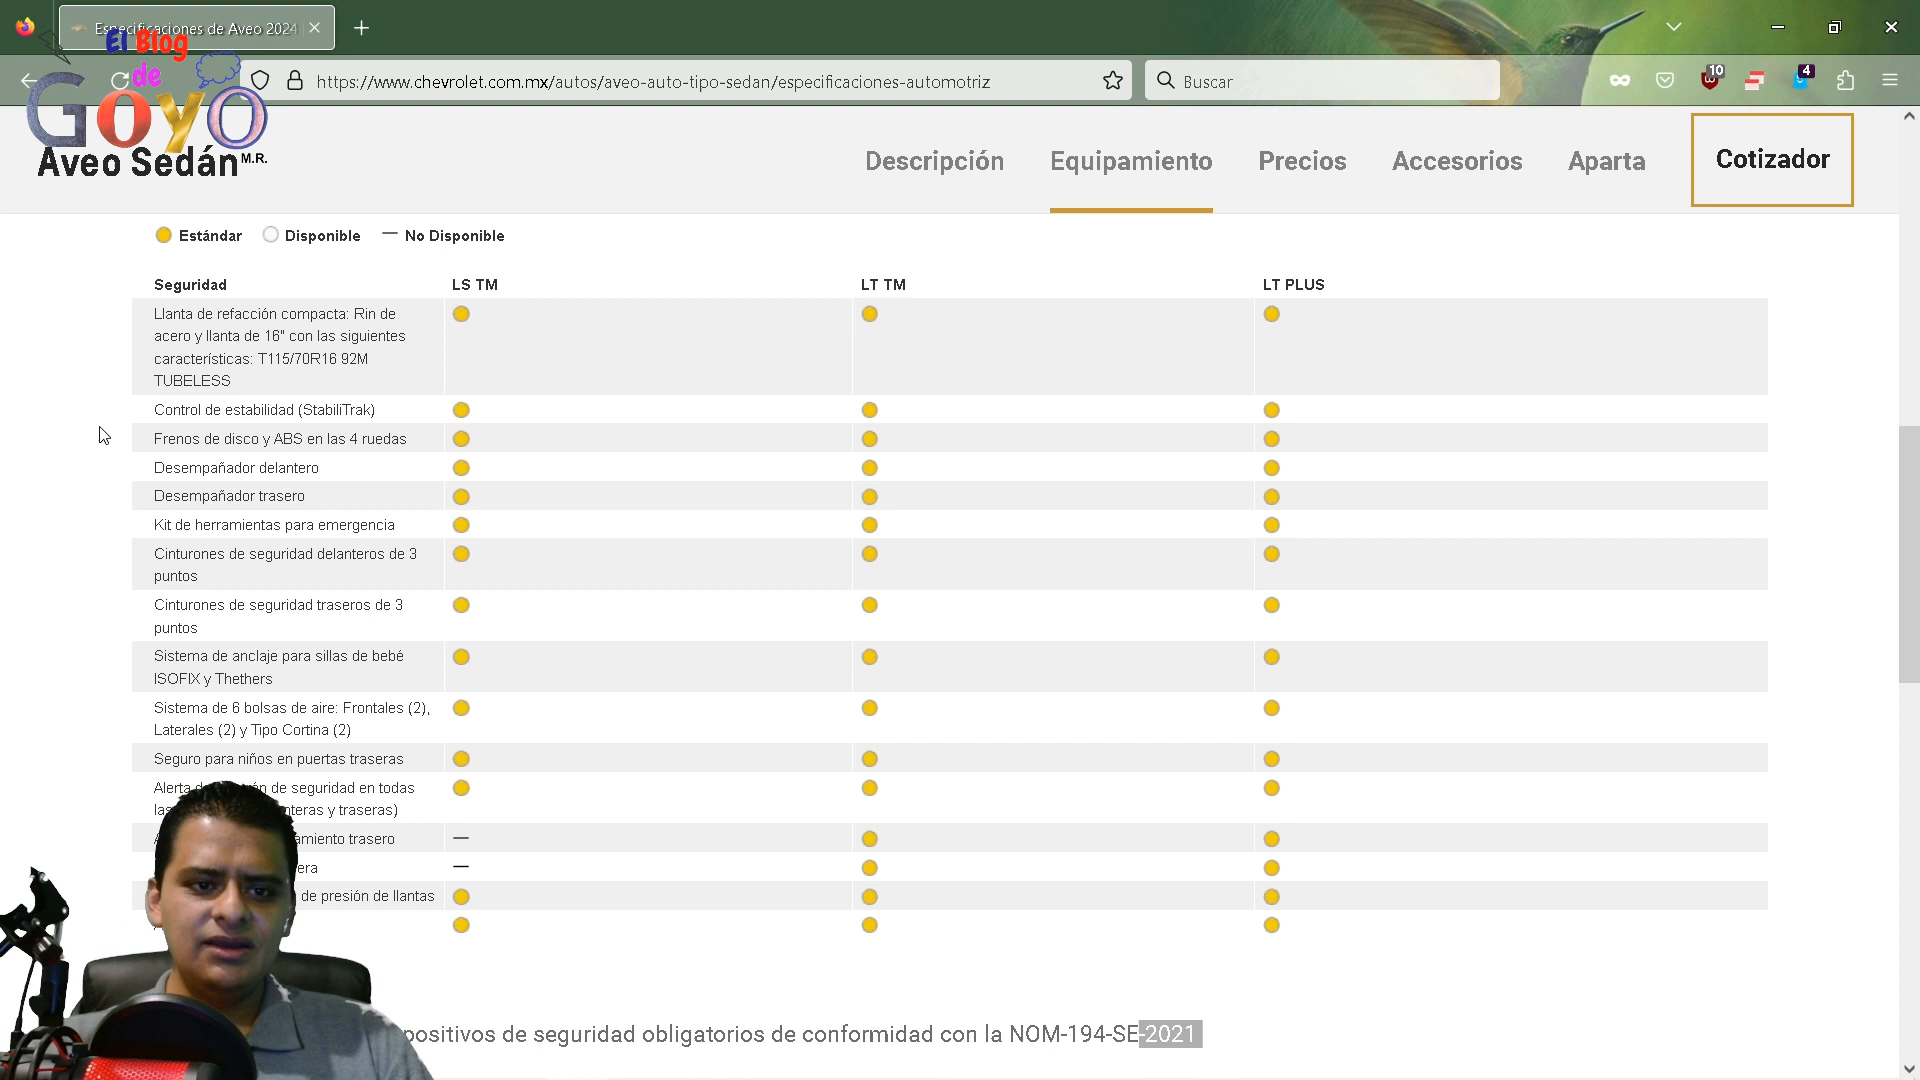 Especificaciones de Aveo 2024
El Blog
de
Goyo
https://www.chevrolet.com.mx/autos/aveo-auto-tipo-sedan/especificaciones-automotriz
Buscar
10
4
Aveo Sedán M.R.
Descripción
Equipamiento
Precios
Accesorios
Aparta
Cotizador
Estándar
Disponible
No Disponible
Seguridad LS TM LT TM LT PLUS
Llanta de refacción compacta: Rin de
acero y llanta de 16" con las siguientes
características: T115/70R16 92M
TUBELESS
Control de estabilidad (StabiliTrak)
Frenos de disco y ABS en las 4 ruedas
Desempañador delantero
Desempañador trasero
Kit de herramientas para emergencia
Cinturones de seguridad delanteros de 3
puntos
Cinturones de seguridad traseros de 3
puntos
Sistema de anclaje para sillas de bebé
ISOFIX y Thethers
Sistema de 6 bolsas de aire: Frontales (2),
Laterales (2) y Tipo Cortina (2)
Seguro para niños en puertas traseras
Alerta de seguridad en todas
y traseras)
trasero
de presión de llantas
de seguridad obligatorios de conformidad con la NOM-194-SE-2021